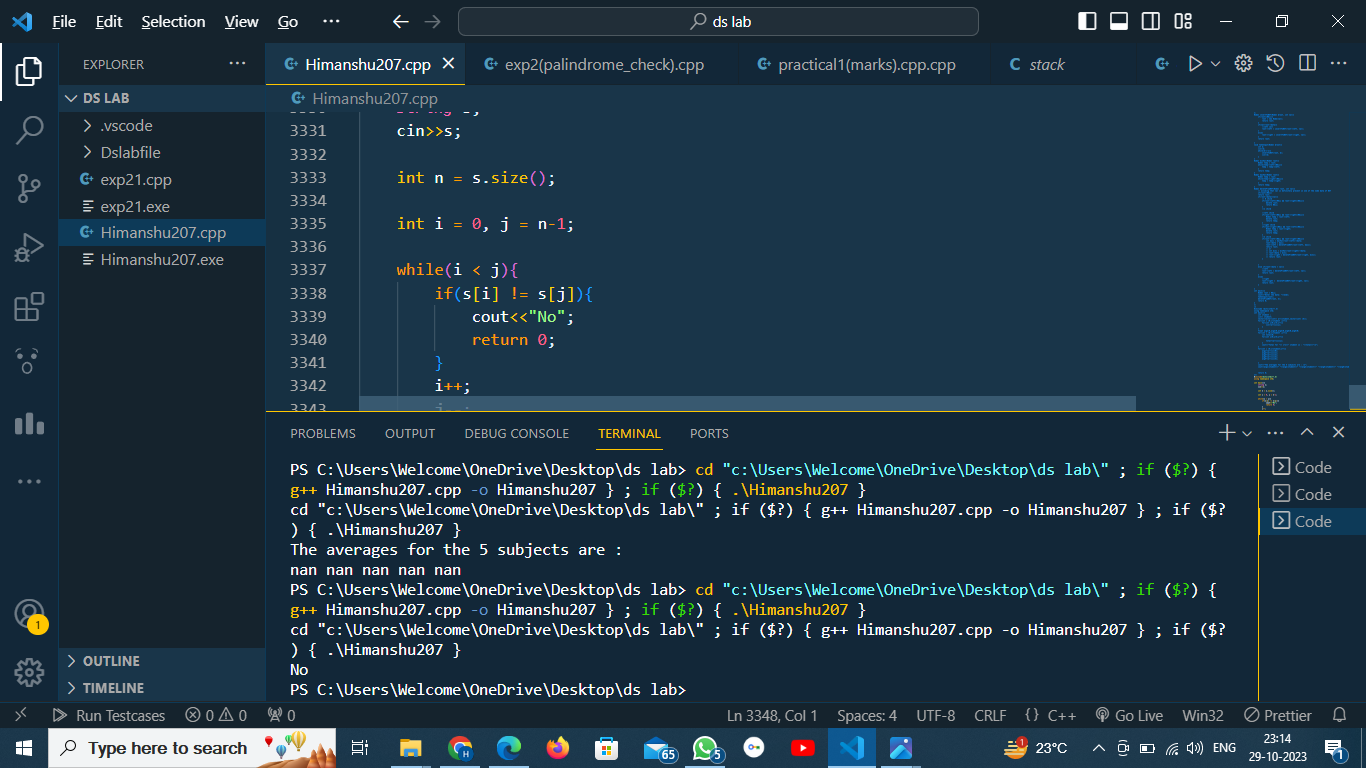 File Edit Selection View Go ··· ds lab
EXPLORER ···
Himanshu207.cpp exp2(palindrome_check).cpp practical1(marks).cpp.cpp C stack
DS LAB
Himanshu207.cpp
.vscode
Dslabfile
exp21.cpp
exp21.exe
Himanshu207.cpp
Himanshu207.exe
3331 cin>>s;
3332
3333 int n = s.size();
3334
3335 int i = 0, j = n-1;
3336
3337 while(i < j){
3338 if(s[i] != s[j]){
3339 cout<<"No";
3340 return 0;
3341 }
3342 i++;
3343
PROBLEMS OUTPUT DEBUG CONSOLE TERMINAL PORTS
PS C:\Users\Welcome\OneDrive\Desktop\ds lab> cd "c:\Users\Welcome\OneDrive\Desktop\ds lab\" ; if ($?) {
g++ Himanshu207.cpp -o Himanshu207 } ; if ($?) { .\Himanshu207 }
cd "c:\Users\Welcome\OneDrive\Desktop\ds lab\" ; if ($?) { g++ Himanshu207.cpp -o Himanshu207 } ; if ($?
) { .\Himanshu207 }
The averages for the 5 subjects are :
nan nan nan nan nan
PS C:\Users\Welcome\OneDrive\Desktop\ds lab> cd "c:\Users\Welcome\OneDrive\Desktop\ds lab\" ; if ($?) {
g++ Himanshu207.cpp -o Himanshu207 } ; if ($?) { .\Himanshu207 }
cd "c:\Users\Welcome\OneDrive\Desktop\ds lab\" ; if ($?) { g++ Himanshu207.cpp -o Himanshu207 } ; if ($?
) { .\Himanshu207 }
No
PS C:\Users\Welcome\OneDrive\Desktop\ds lab>
Code
Code
Code
1
OUTLINE
TIMELINE
Run Testcases 0 0 0 Ln 3348, Col 1 Spaces: 4 UTF-8 CRLF {} C++ Go Live Win32 Prettier
Type here to search 65 5 1 23°C ENG 23:14
29-10-2023 1